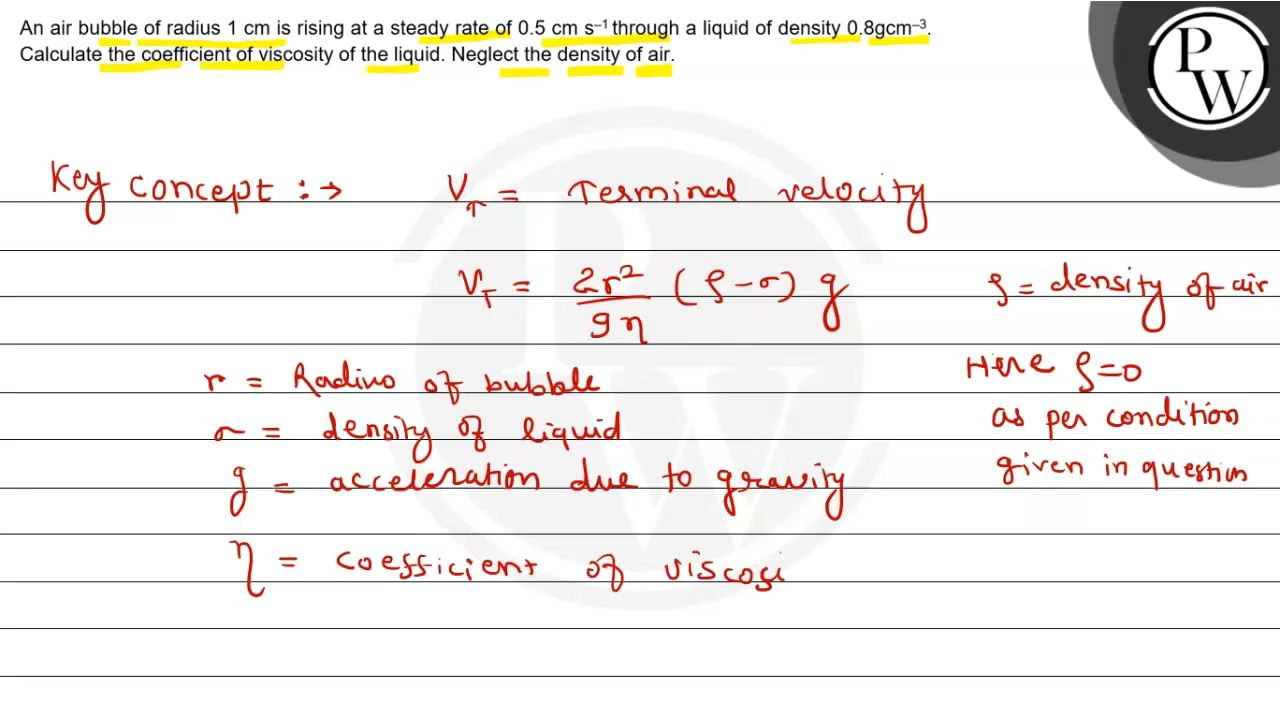 An air bubble of radius 1 cm is rising at a steady rate of 0.5 cm s⁻¹ through a liquid of density 0.8gcm⁻³.
Calculate the coefficient of viscosity of the liquid. Neglect the density of air.
P
W
Key concept :→ V_T = Terminal velocity
V_T = 2r²/9η (ρ-σ) g
ρ = density of air
r = Radius of bubble
Here ρ=0
σ = density of liquid
as per condition
g = acceleration due to gravity
given in question
η = coefficient of viscosi